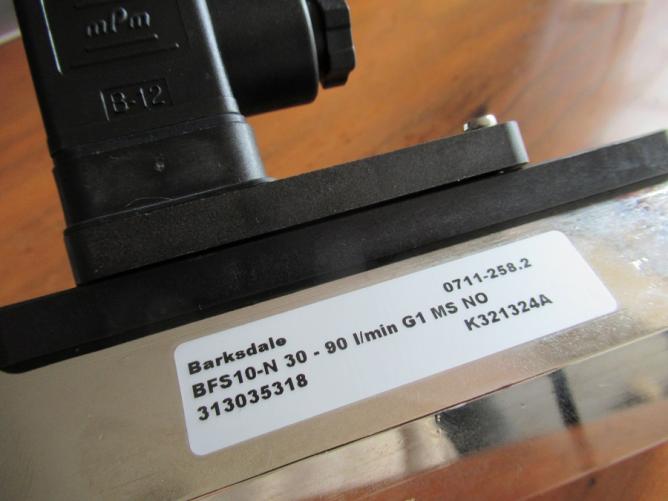 mPm
B-12
0711-258.2
Barksdale
BFS10-N 30 - 90 l/min G1 MS NO
313035318
K321324A